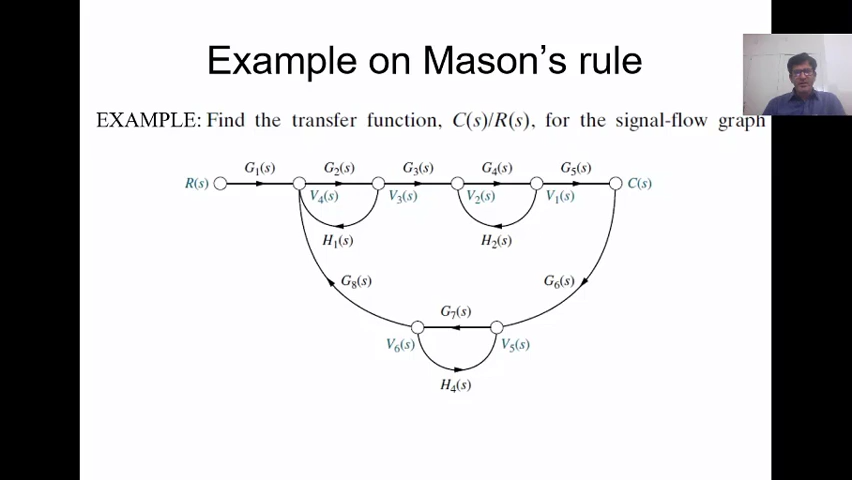 Example on Mason's rule
EXAMPLE: Find the transfer function, C(s)/R(s), for the signal-flow graph
G₁(s) G₂(s) G₃(s) G₄(s) G₅(s)
R(s) V₄(s) V₃(s) V₂(s) V₁(s) C(s)
H₁(s) H₂(s)
G₈(s) G₆(s)
G₇(s)
V₆(s) V₅(s)
H₄(s)